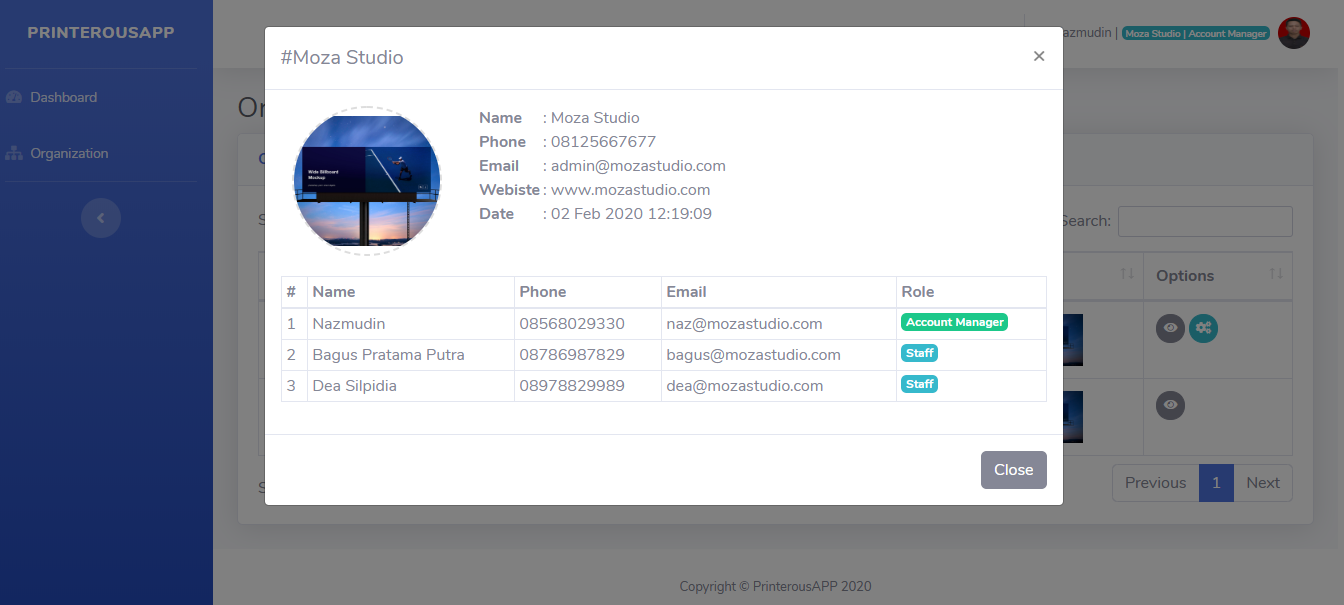 PRINTEROUSAPP
Dashboard
Organization
azmudin | Moza Studio | Account Manager
#Moza Studio ×
Name : Moza Studio
Phone : 08125667677
Email : admin@mozastudio.com
Webiste : www.mozastudio.com
Date : 02 Feb 2020 12:19:09
Wide Billboard
Mockup
Search:
Options
# Name Phone Email Role
1 Nazmudin 08568029330 naz@mozastudio.com Account Manager
2 Bagus Pratama Putra 08786987829 bagus@mozastudio.com Staff
3 Dea Silpidia 08978829989 dea@mozastudio.com Staff
Close
Previous 1 Next
Copyright © PrinterousAPP 2020